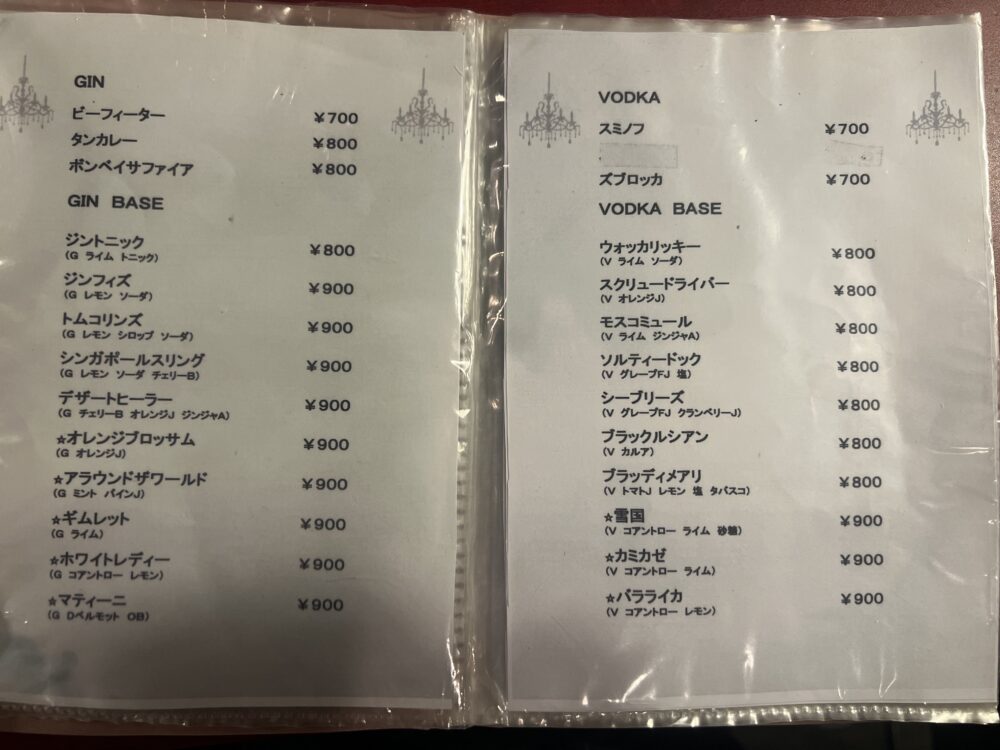 GIN
ビーフィーター ￥700
タンカレー ￥800
ボンベイサファイア ￥800
GIN BASE
ジントニック ￥800
(G ライム トニック)
ジンフィズ ￥900
(G レモン ソーダ)
トムコリンズ ￥900
(G レモン シロップ ソーダ)
シンガポールスリング ￥900
(G レモン ソーダ チェリーB)
デザートヒーラー ￥900
(G チェリーB オレンジJ ジンジャA)
☆オレンジブロッサム ￥900
(G オレンジJ)
☆アラウンドザワールド ￥900
(G ミント パインJ)
☆ギムレット ￥900
(G ライム)
☆ホワイトレディー ￥900
(G コアントロー レモン)
☆マティーニ ￥900
(G Dベルモット OB)
VODKA
スミノフ ￥700
ズブロッカ ￥700
VODKA BASE
ウォッカリッキー ￥800
(V ライム ソーダ)
スクリュードライバー ￥800
(V オレンジJ)
モスコミュール ￥800
(V ライム ジンジャA)
ソルティードック ￥800
(V グレープFJ 塩)
シーブリーズ ￥800
(V グレープFJ クランベリーJ)
ブラックルシアン ￥800
(V カルア)
ブラッディメアリ ￥800
(V トマトJ レモン 塩 タバスコ)
☆雪国 ￥900
(V コアントロー ライム 砂糖)
☆カミカゼ ￥900
(V コアントロー ライム)
☆バラライカ ￥900
(V コアントロー レモン)